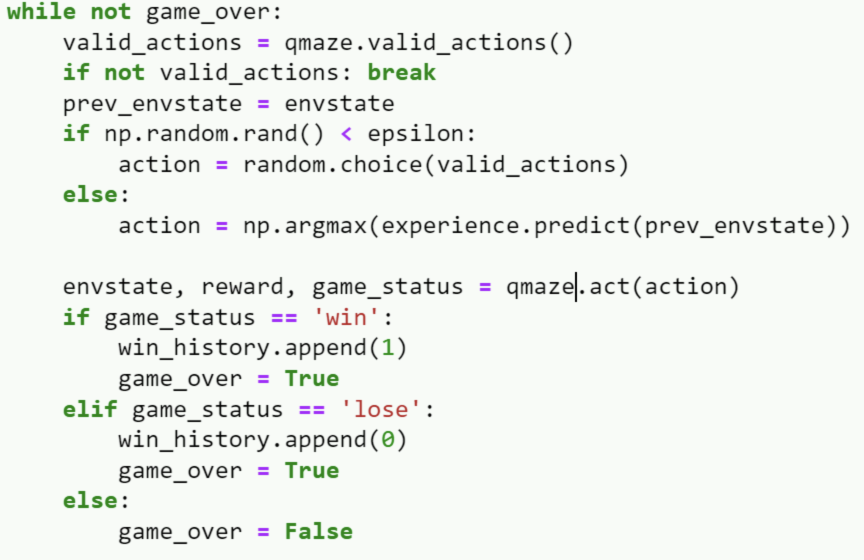 while not game_over:
    valid_actions = qmaze.valid_actions()
    if not valid_actions: break
    prev_envstate = envstate
    if np.random.rand() < epsilon:
        action = random.choice(valid_actions)
    else:
        action = np.argmax(experience.predict(prev_envstate))

    envstate, reward, game_status = qmaze.act(action)
    if game_status == 'win':
        win_history.append(1)
        game_over = True
    elif game_status == 'lose':
        win_history.append(0)
        game_over = True
    else:
        game_over = False